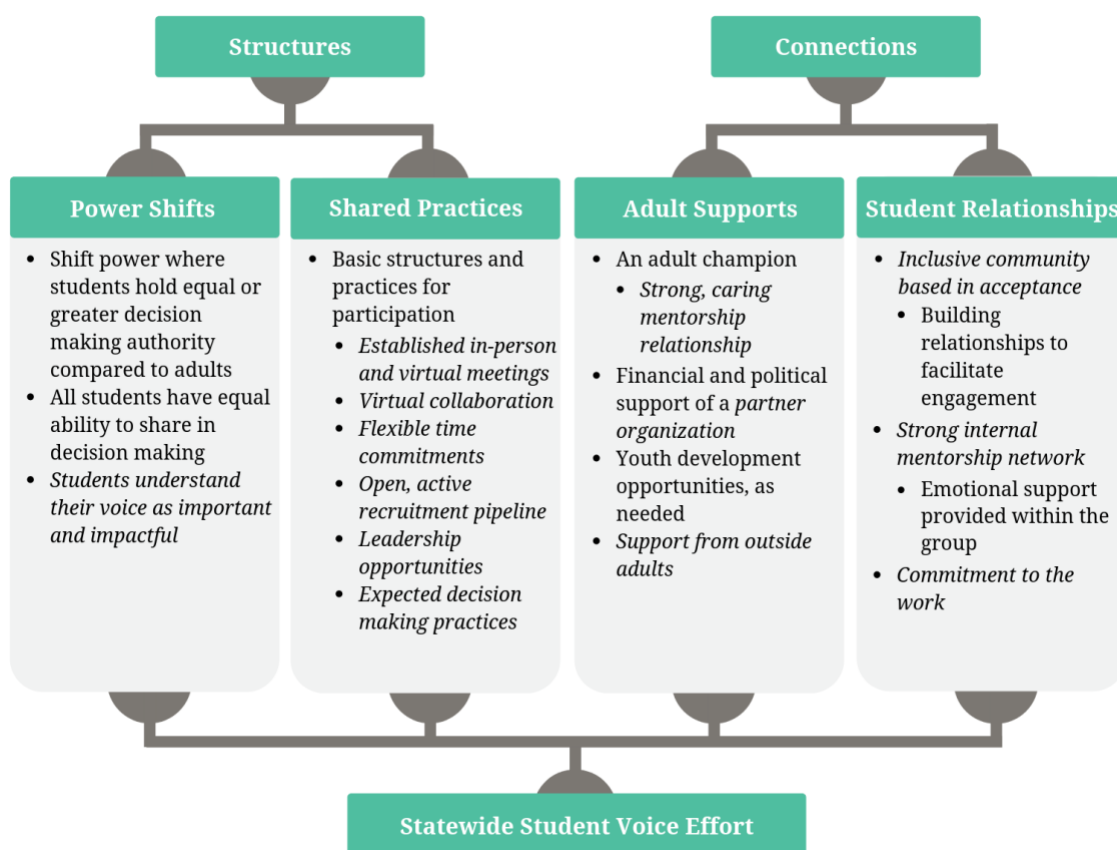 Structures
Connections
Power Shifts
• Shift power where
students hold equal or
greater decision
making authority
compared to adults
• All students have equal
ability to share in
decision making
• Students understand
their voice as important
and impactful
Shared Practices
• Basic structures and
practices for
participation
• Established in-person
and virtual meetings
• Virtual collaboration
• Flexible time
commitments
• Open, active
recruitment pipeline
• Leadership
opportunities
• Expected decision
making practices
Adult Supports
• An adult champion
• Strong, caring
mentorship
relationship
• Financial and political
support of a partner
organization
• Youth development
opportunities, as
needed
• Support from outside
adults
Student Relationships
• Inclusive community
based in acceptance
• Building
relationships to
facilitate
engagement
• Strong internal
mentorship network
• Emotional support
provided within the
group
• Commitment to the
work
Statewide Student Voice Effort